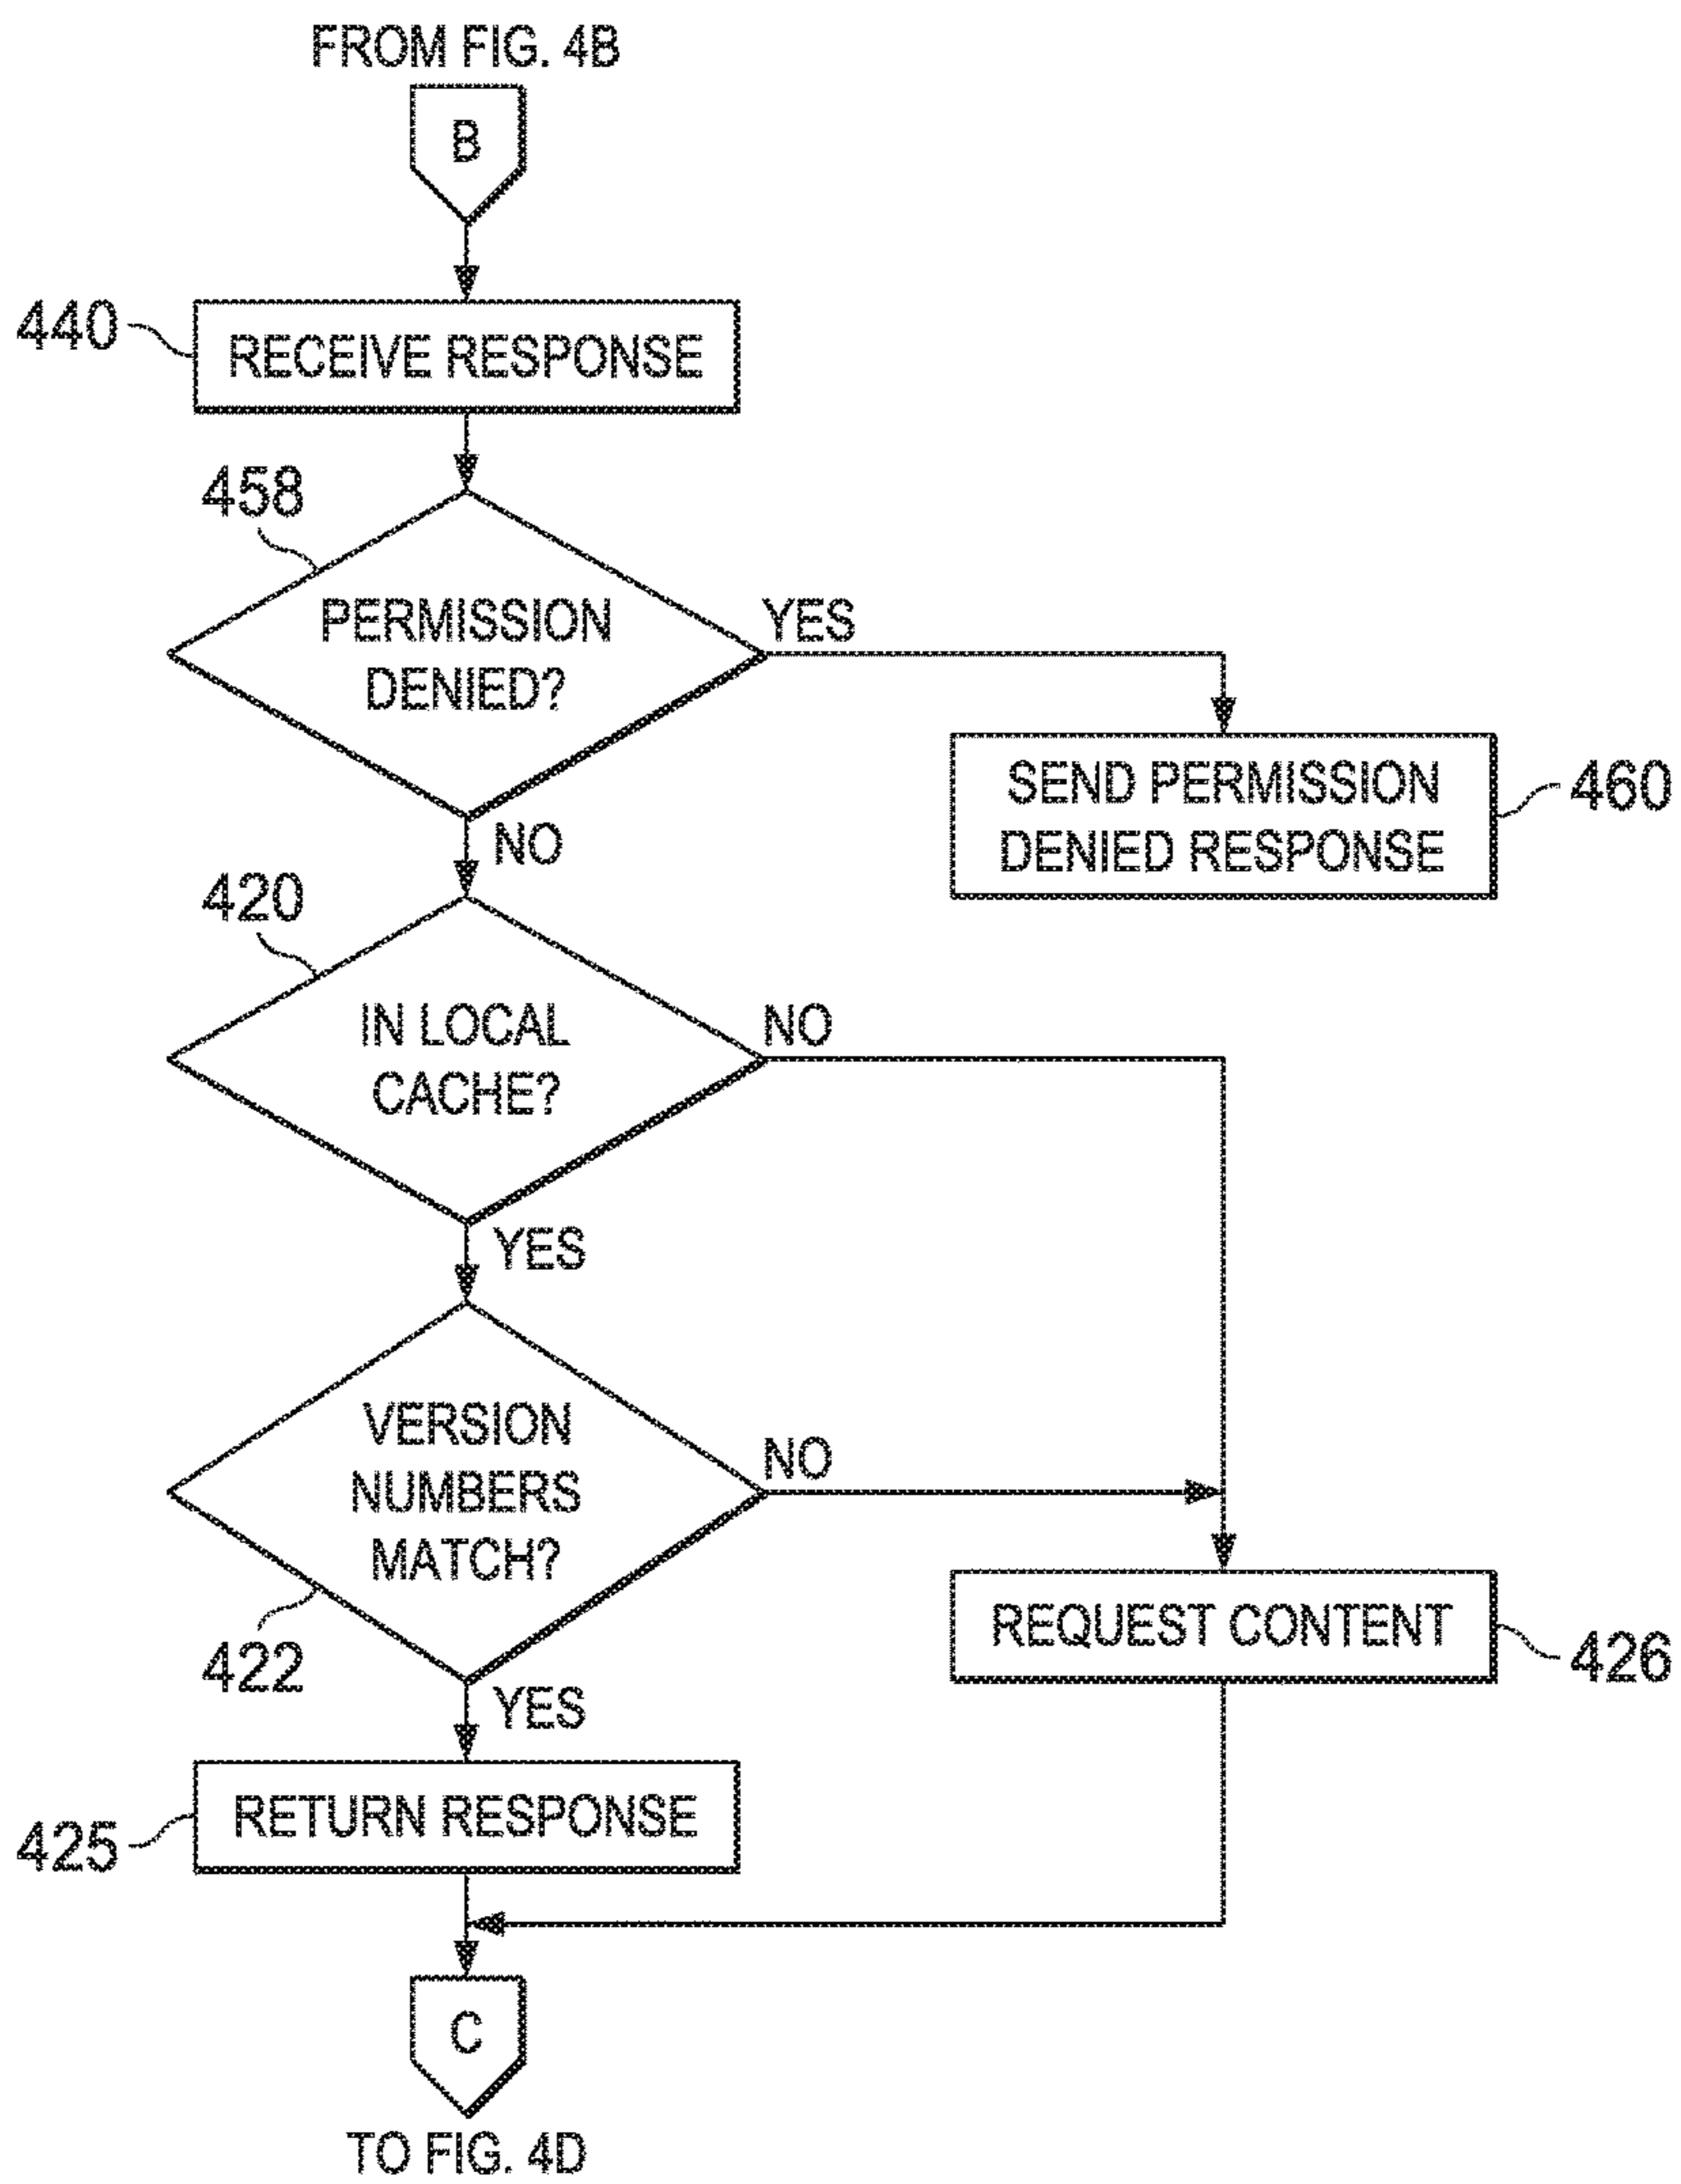 FROM FIG. 4B
B
440
RECEIVE RESPONSE
458
PERMISSION
DENIED?
YES
SEND PERMISSION
DENIED RESPONSE
460
NO
420
IN LOCAL
CACHE?
NO
YES
VERSION
NUMBERS
MATCH?
NO
422
REQUEST CONTENT
426
YES
RETURN RESPONSE
425
C
TO FIG. 4D